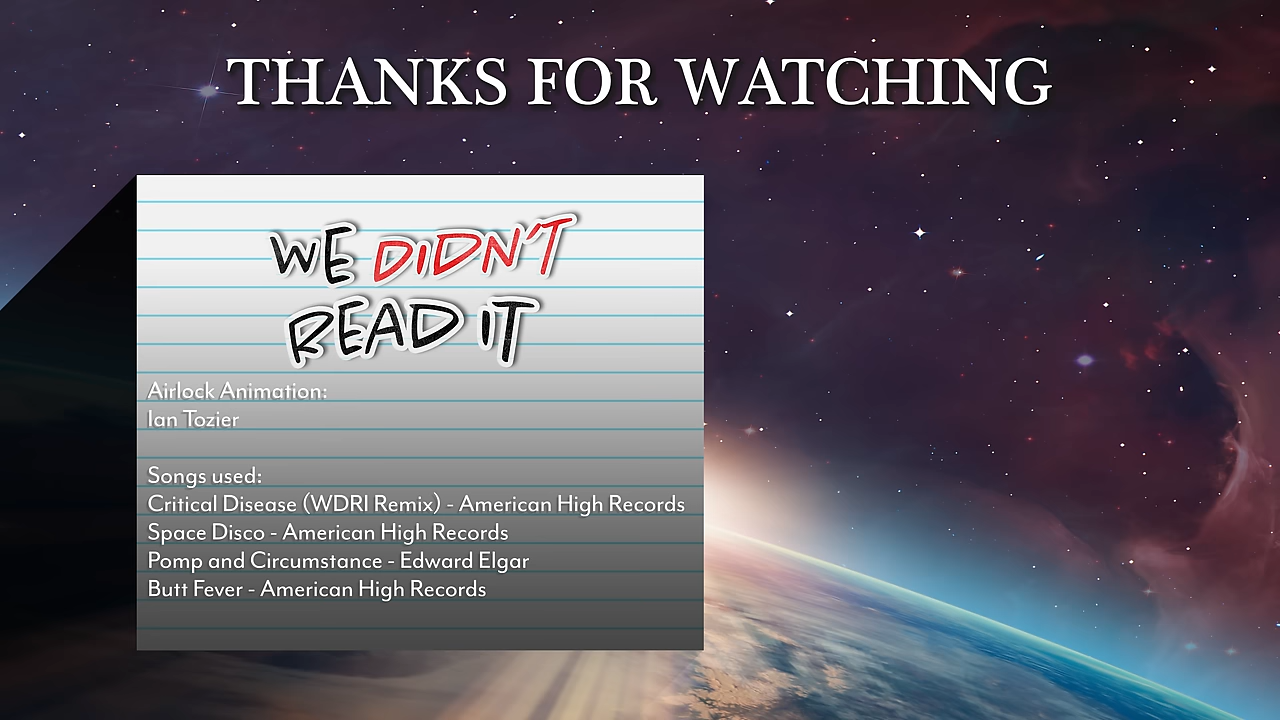 THANKS FOR WATCHING
WE DIDN'T
READ IT
Airlock Animation:
Ian Tozier
Songs used:
Critical Disease (WDRI Remix) - American High Records
Space Disco - American High Records
Pomp and Circumstance - Edward Elgar
Butt Fever - American High Records